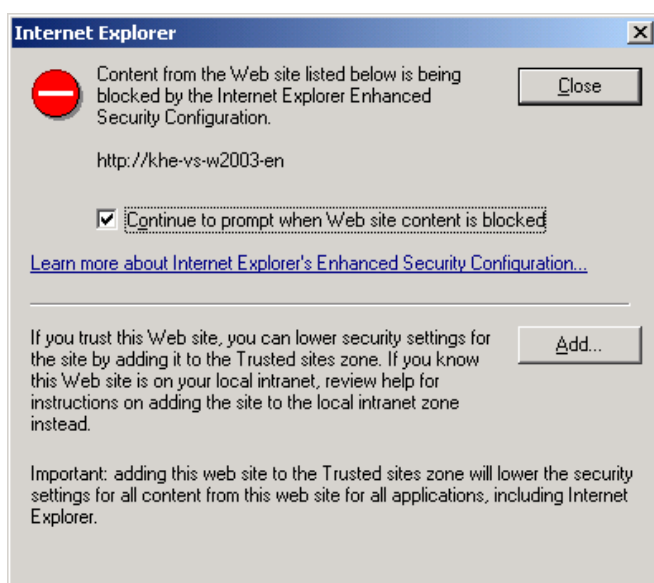 Internet Explorer
Content from the Web site listed below is being
blocked by the Internet Explorer Enhanced
Security Configuration.
Close
http://khe-vs-w2003-en
Continue to prompt when Web site content is blocked
Learn more about Internet Explorer's Enhanced Security Configuration...
If you trust this Web site, you can lower security settings for
the site by adding it to the Trusted sites zone. If you know
this Web site is on your local intranet, review help for
instructions on adding the site to the local intranet zone
instead.
Add...
Important: adding this web site to the Trusted sites zone will lower the security
settings for all content from this web site for all applications, including Internet
Explorer.